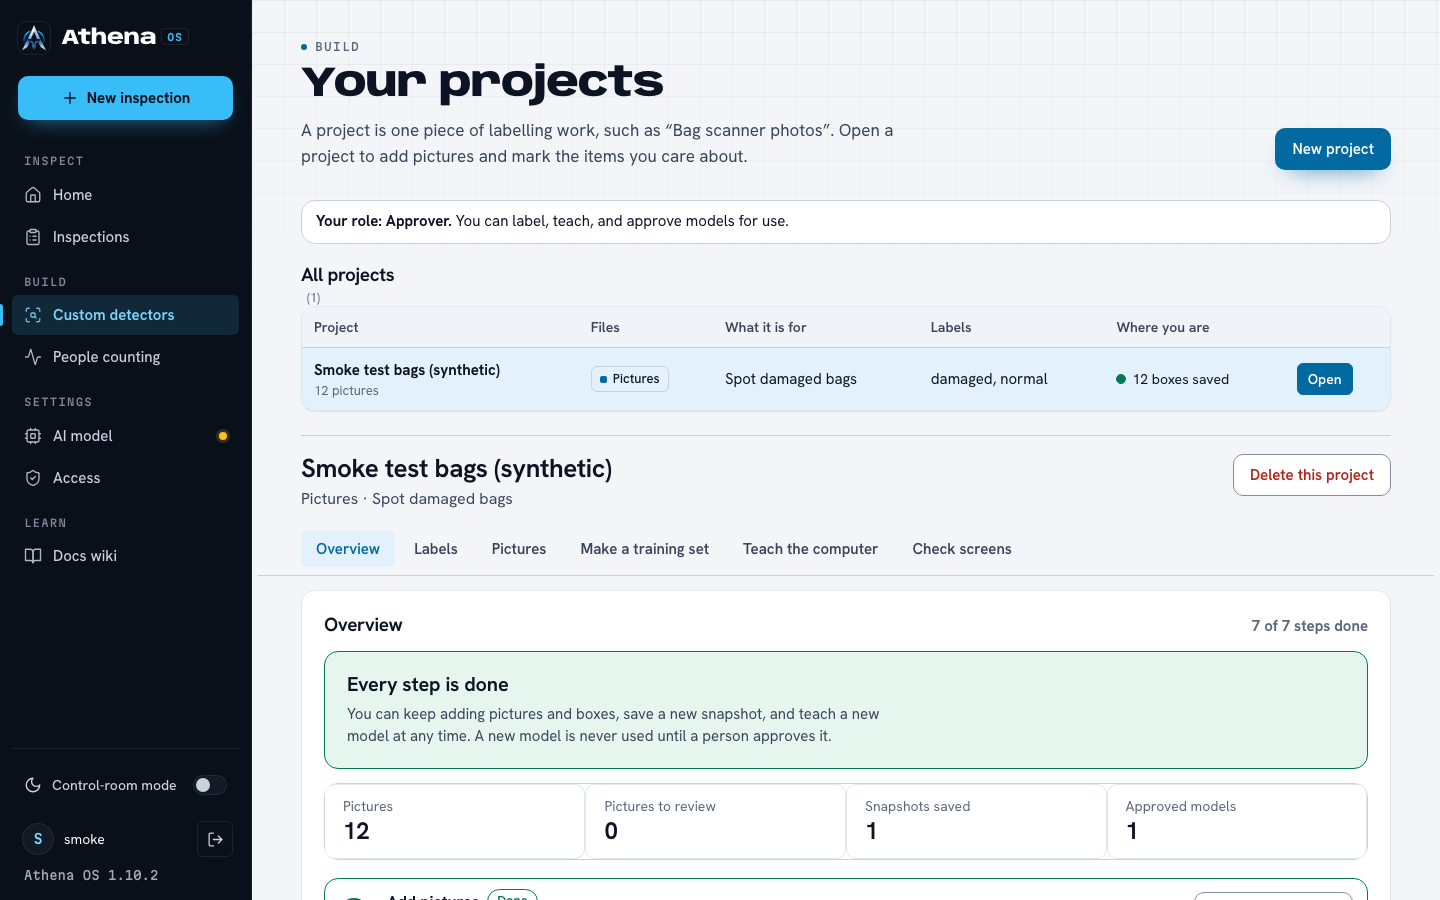 Athena OS
New inspection
INSPECT
Home
Inspections
BUILD
Custom detectors
People counting
SETTINGS
AI model
Access
LEARN
Docs wiki
Control-room mode
S smoke
Athena OS 1.10.2
BUILD
Your projects
A project is one piece of labelling work, such as “Bag scanner photos”. Open a
project to add pictures and mark the items you care about.
New project
Your role: Approver. You can label, teach, and approve models for use.
All projects
(1)
Project Files What it is for Labels Where you are
Smoke test bags (synthetic)
12 pictures
Pictures
Spot damaged bags
damaged, normal
12 boxes saved
Open
Smoke test bags (synthetic)
Pictures · Spot damaged bags
Delete this project
Overview Labels Pictures Make a training set Teach the computer Check screens
Overview
7 of 7 steps done
Every step is done
You can keep adding pictures and boxes, save a new snapshot, and teach a new
model at any time. A new model is never used until a person approves it.
Pictures
12
Pictures to review
0
Snapshots saved
1
Approved models
1
Add pictures Done